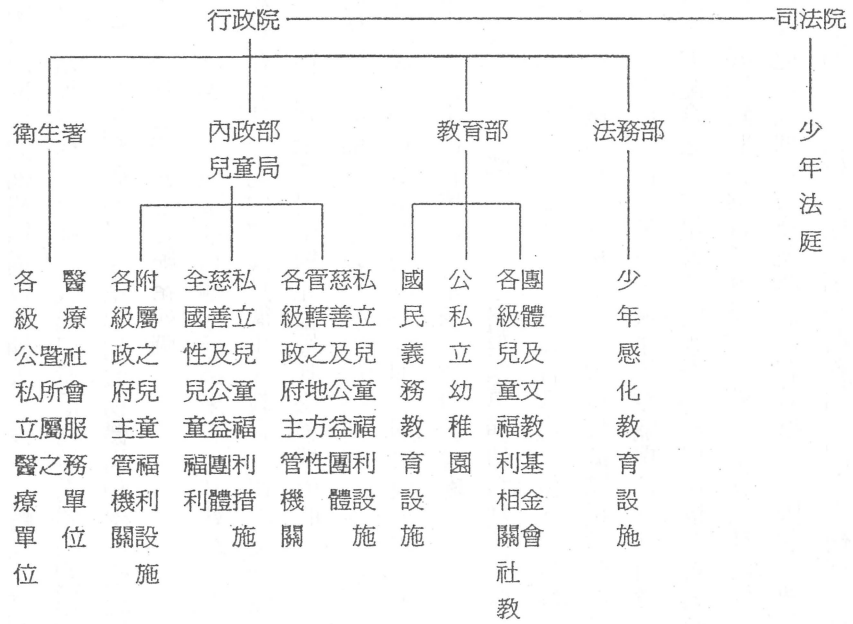 行政院
司法院
衛生署
內政部
兒童局
教育部
法務部
少年法庭
各級公私立醫療單位
暨所屬之
醫療社會服務單位
各級政府主管機關
附屬之兒童福利設施
全國性兒童福利
慈善及公益團體
私立兒童福利措施
各級政府主管機關
管轄之地方性
慈善及公益團體
私立兒童福利設施
國民義務教育設施
公私立幼稚園
各級兒童福利相關社教
團體及文教基金會
少年感化教育設施